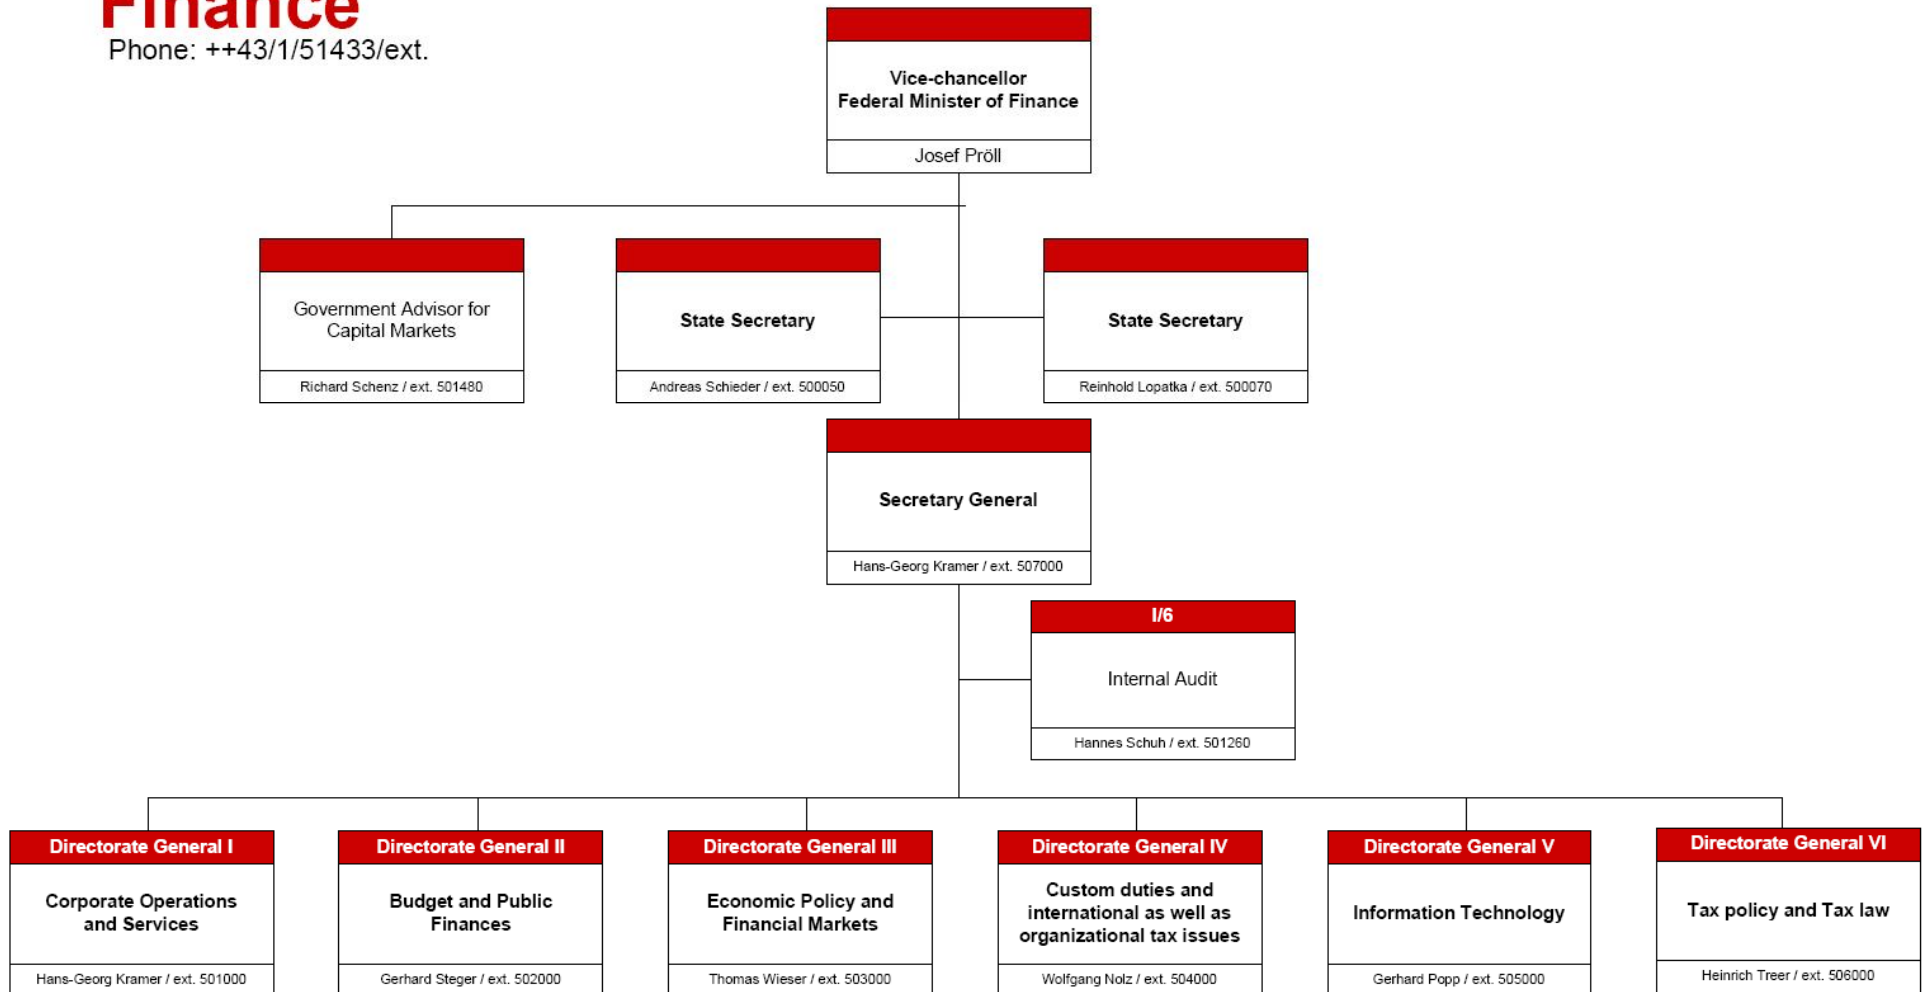 Finance
Phone: ++43/1/51433/ext.
Vice-chancellor
Federal Minister of Finance
Josef Pröll
Government Advisor for
Capital Markets
Richard Schenz / ext. 501480
State Secretary
Andreas Schieder / ext. 500050
State Secretary
Reinhold Lopatka / ext. 500070
Secretary General
Hans-Georg Kramer / ext. 507000
I/6
Internal Audit
Hannes Schuh / ext. 501260
Directorate General I
Corporate Operations
and Services
Hans-Georg Kramer / ext. 501000
Directorate General II
Budget and Public
Finances
Gerhard Steger / ext. 502000
Directorate General III
Economic Policy and
Financial Markets
Thomas Wieser / ext. 503000
Directorate General IV
Custom duties and
international as well as
organizational tax issues
Wolfgang Nolz / ext. 504000
Directorate General V
Information Technology
Gerhard Popp / ext. 505000
Directorate General VI
Tax policy and Tax law
Heinrich Treer / ext. 506000